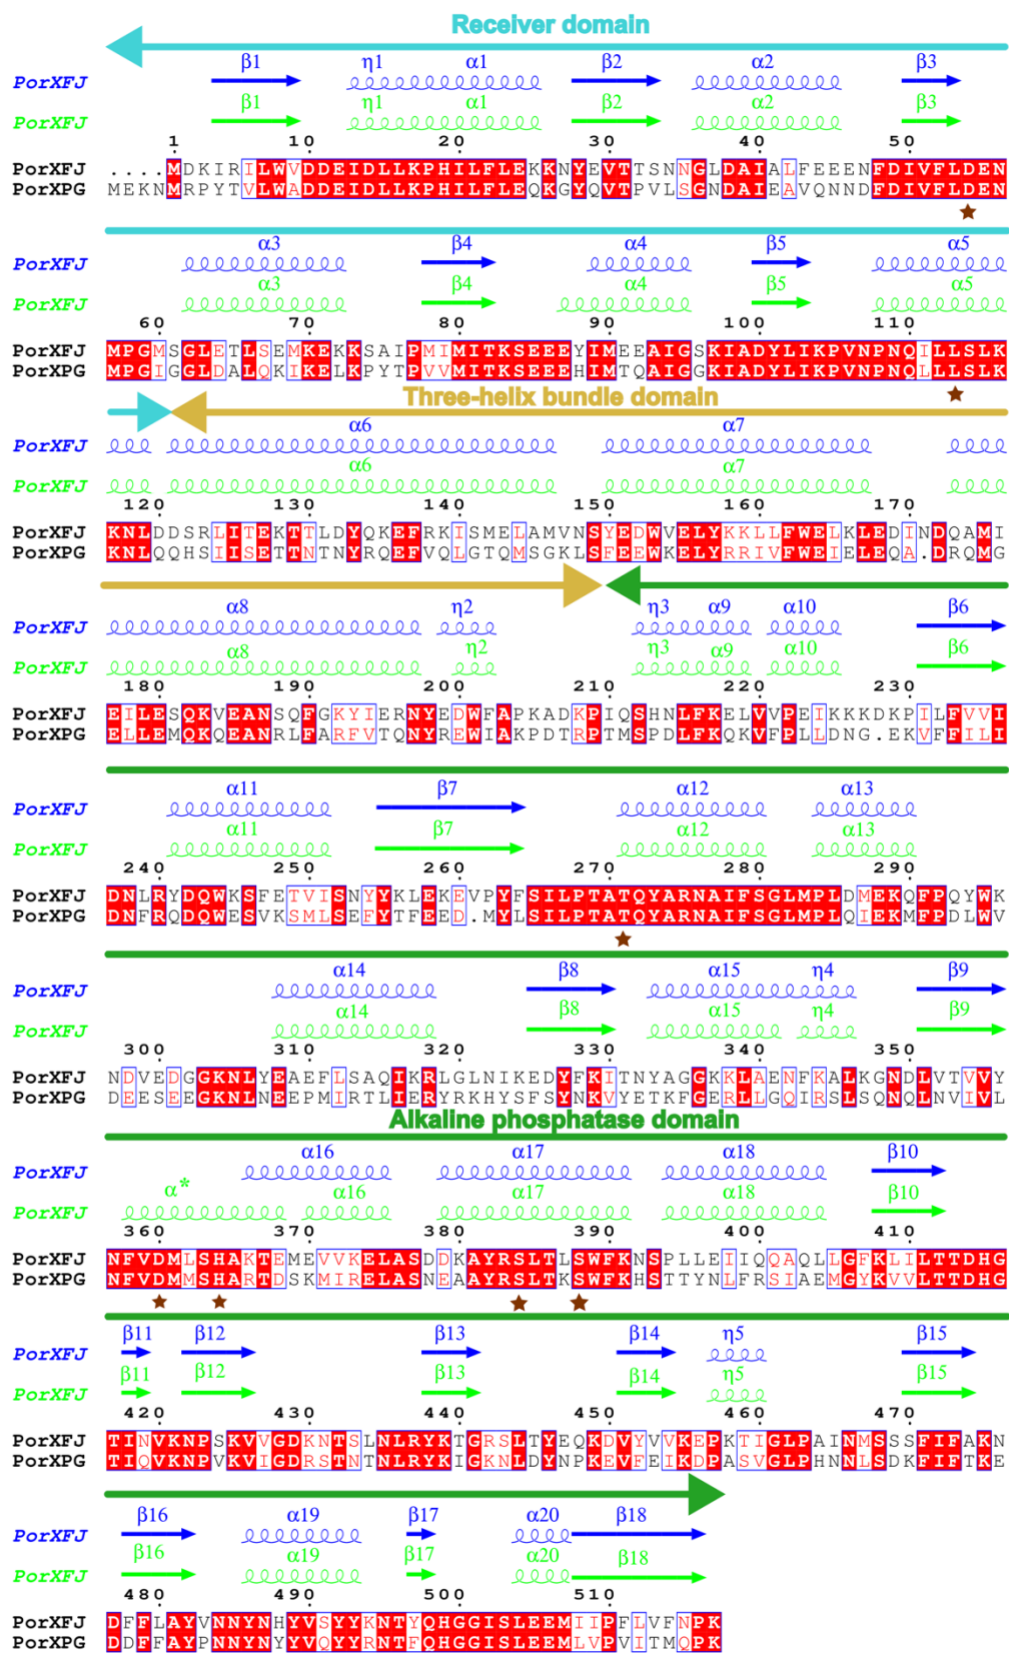 Receiver domain
β1 η1 α1 β2 α2 β3
PorXFJ
β1 η1 α1 β2 α2 β3
PorXFJ
1 10 20 30 40 50
PorXFJ ....MDKIRILWVDDEIDLLKPHILFLEKKNYEVTTSNNGLDAIALFEEENFDIVFLDEN
PorXPG MEKNMRPYTVLWADDEIDLLKPHILFLEQKGYQVTPVLSGNDAIEAVQNNDFDIVFLDEN
α3 β4 α4 β5 α5
PorXFJ
α3 β4 α4 β5 α5
PorXFJ
60 70 80 90 100 110
PorXFJ MPGMSGLETLSEMKEKKSAIPMIMITKSEEEYIMEEAIGSKIADYLIKPVNPNQILLSLK
PorXPG MPGIGGLDALQKIKELKPYTPVVMITKSEEEHIMTQAIGGKIADYLIKPVNPNQLLLSLK
Three-helix bundle domain
α6 α7
PorXFJ
α6 α7
PorXFJ
120 130 140 150 160 170
PorXFJ KNLDDSRLITEKTTLDYQKEFRKISMELAMVNSYEDWVELYKKLLFWELKLEDINDQAMI
PorXPG KNLQQHSIISETTNTNYRQEFVQLGTQMSGKLSFEEWKELYRRIVFWEIELEQA.DRQMG
α8 η2 η3 α9 α10 β6
PorXFJ
α8 η2 η3 α9 α10 β6
PorXFJ
180 190 200 210 220 230
PorXFJ EILESQKVEANSQFGKYIERNYEDWFAPKADKPIQSHNLFKELVVPEIKKKDKPILFVVI
PorXPG ELLEMQKQEANRLFARFVTQNYREWIAKPDTRPTMSPDLFKQKVFPLLDNG.EKVFFILI
α11 β7 α12 α13
PorXFJ
α11 β7 α12 α13
PorXFJ
240 250 260 270 280 290
PorXFJ DNLRYDQWKSFETVISNYYKLEKEVPYFSILPTATQYARNAIFSGLMPLDMEKQFPQYWK
PorXPG DNFRQDQWESVKSMLSEFYTFEED.MYLSILPTATQYARNAIFSGLMPLQIEKMFPDLWV
α14 β8 α15 η4 β9
PorXFJ
α14 β8 α15 η4 β9
PorXFJ
300 310 320 330 340 350
PorXFJ NDVEDGGKNLYEAEFLSAQIKRLGLNIKEDYFKITNYAGGKKLAENFKALKGNDLVTVVY
PorXPG DEESEEGKNLNEEPMIRTLIERYRKHYSFSYNKVYETKFGERLLGQIRSLSQNQLNVIVL
Alkaline phosphatase domain
α16 α17 α18 β10
PorXFJ
α* α16 α17 α18 β10
PorXFJ
360 370 380 390 400 410
PorXFJ NFVDMLSHAKTEMEVVKELASDDKAYRSLTLSWFKNSPLLEIIQQAQLLGFKLILTTDHG
PorXPG NFVDMMSHARTDSKMIRELASNEAAYRSLTKSWFKHSTTYNLFRSIAEMGYKVVLTTDHG
β11 β12 β13 β14 η5 β15
PorXFJ
β11 β12 β13 β14 η5 β15
PorXFJ
420 430 440 450 460 470
PorXFJ TINVKNPSKVVGDKNTSLNLRYKTGRSLTYEQKDVYVVKEPKTIGLPAINMSSSFIFAKN
PorXPG TIQVKNPVKVIGDRSTNTNLRYKIGKNLDYNPKEVFEIKDPASVGLPHNNLSDKFIFTKE
β16 α19 β17 α20 β18
PorXFJ
β16 α19 β17 α20 β18
PorXFJ
480 490 500 510
PorXFJ DFFLAYVNNYNHYVSYYKNTYQHGGISLEEMIIPFLVFNPK
PorXPG DDFFAYPNNYNYYVQYYRNTFQHGGISLEEMLVPVITMQPK